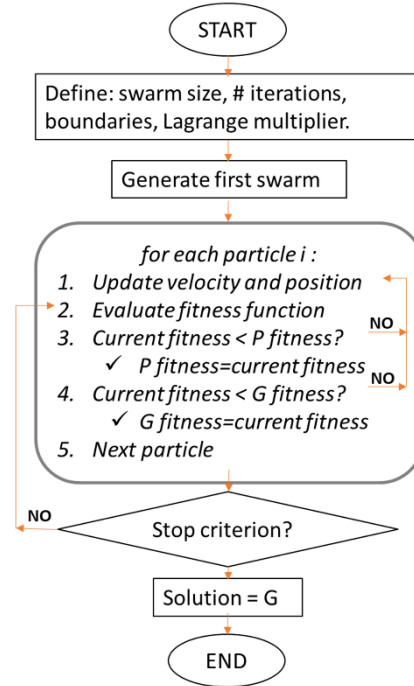 START
Define: swarm size, # iterations,
boundaries, Lagrange multiplier.
Generate first swarm
for each particle i :
1. Update velocity and position
2. Evaluate fitness function
3. Current fitness < P fitness?
NO
✓ P fitness=current fitness
4. Current fitness < G fitness?
NO
✓ G fitness=current fitness
5. Next particle
NO
Stop criterion?
Solution = G
END